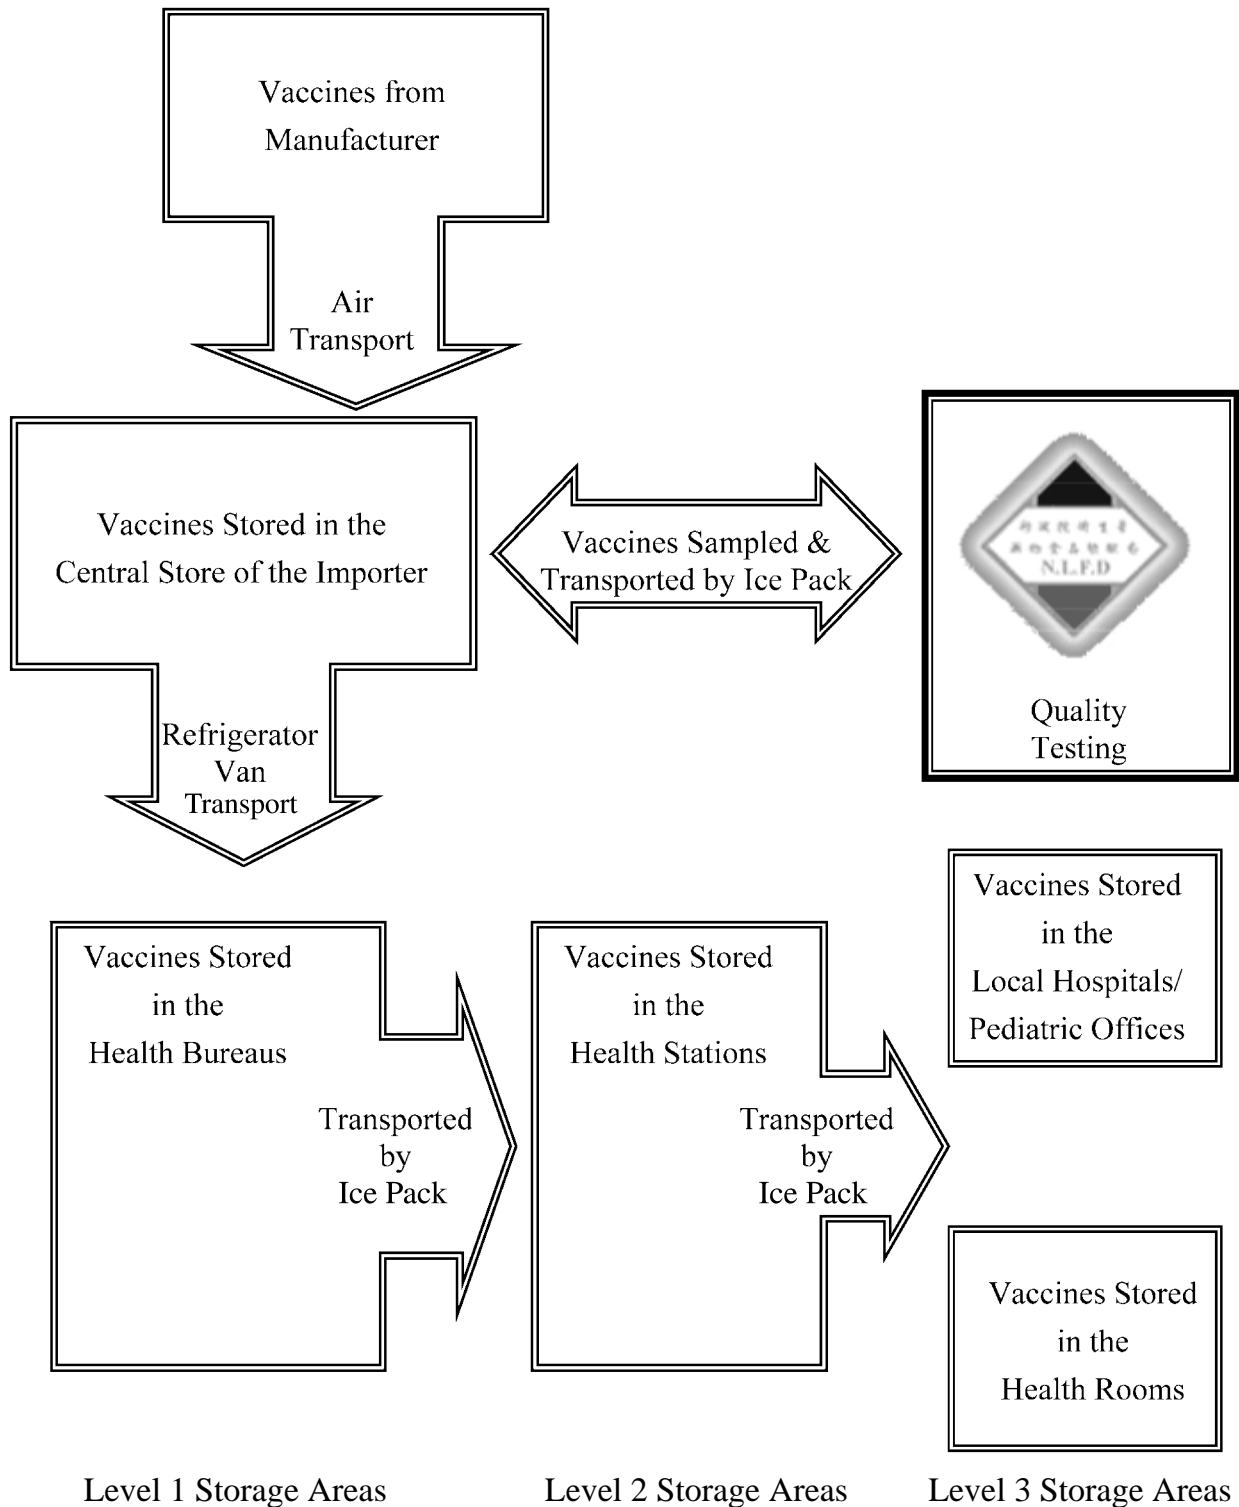 Vaccines from
Manufacturer
Air
Transport
Vaccines Stored in the
Central Store of the Importer
Vaccines Sampled &
Transported by Ice Pack
N.L.F.D
Quality
Testing
Refrigerator
Van
Transport
Vaccines Stored
in the
Health Bureaus
Transported
by
Ice Pack
Vaccines Stored
in the
Health Stations
Transported
by
Ice Pack
Vaccines Stored
in the
Local Hospitals/
Pediatric Offices
Vaccines Stored
in the
Health Rooms
Level 1 Storage Areas
Level 2 Storage Areas
Level 3 Storage Areas